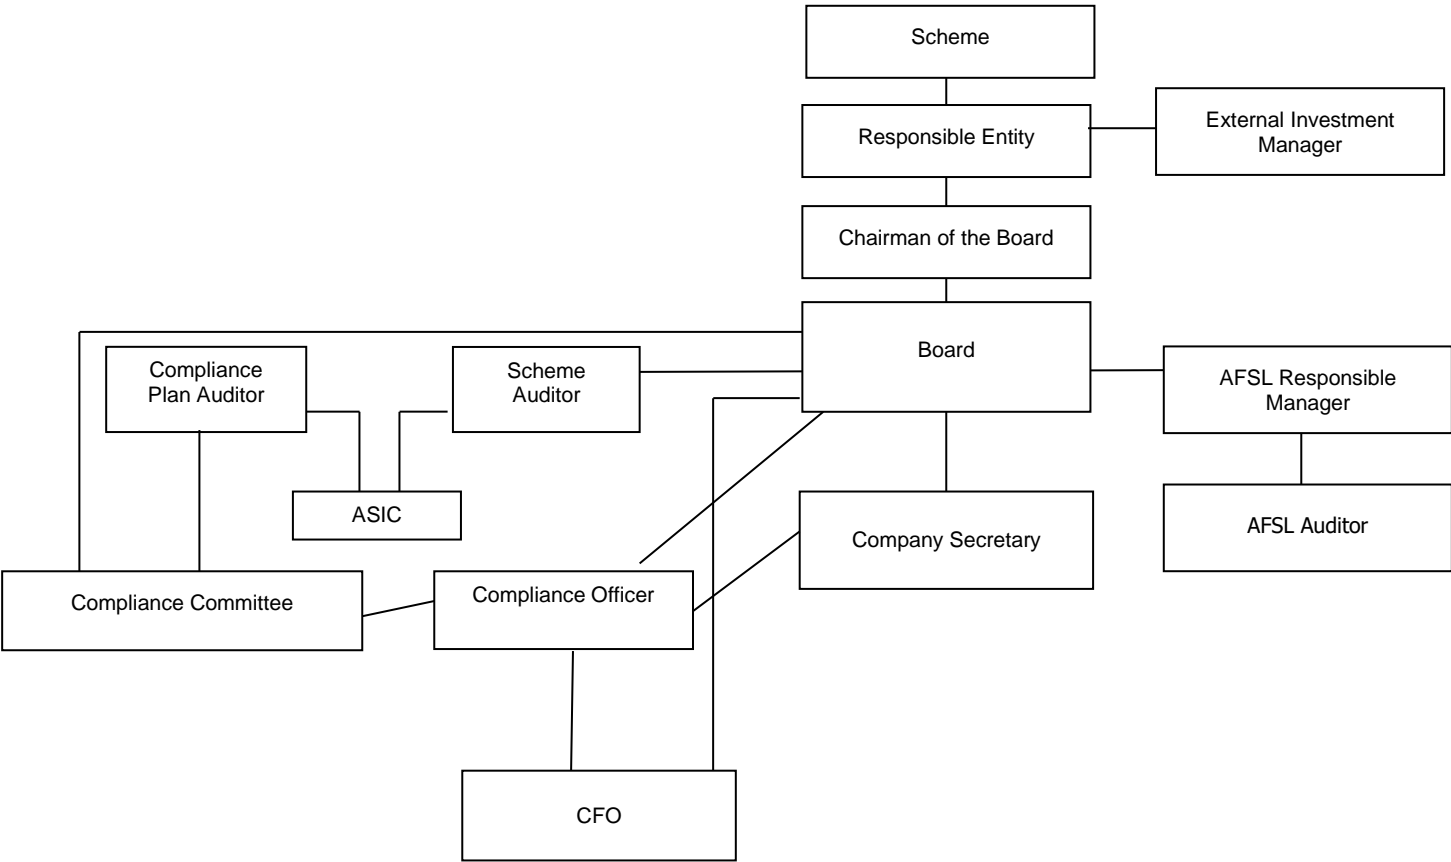 Scheme
External Investment
Manager
Responsible Entity
Chairman of the Board
Board
Compliance
Plan Auditor
Scheme
Auditor
AFSL Responsible
Manager
ASIC
AFSL Auditor
Company Secretary
Compliance Committee
Compliance Officer
CFO